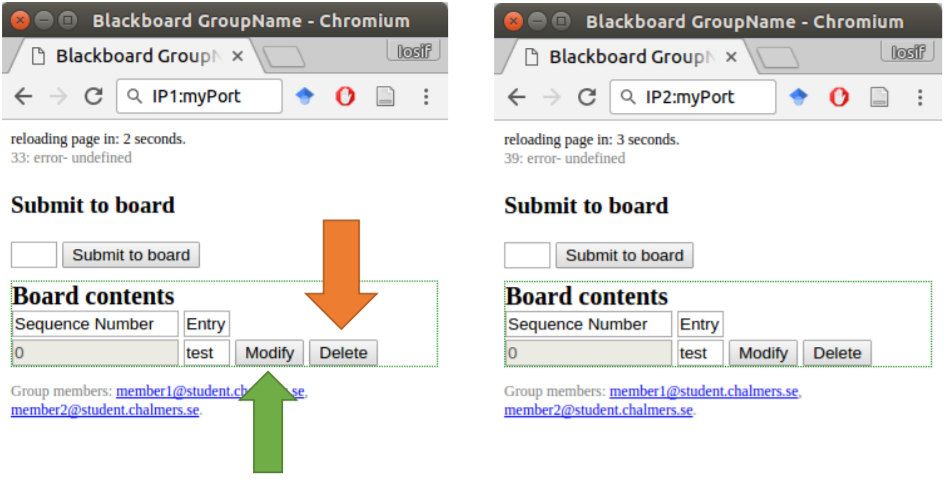 Blackboard GroupName - Chromium
Blackboard GroupN
Iosif
IP1:myPort
reloading page in: 2 seconds.
33: error- undefined
Submit to board
Submit to board
Board contents
Sequence Number Entry
0 test Modify Delete
Group members: member1@student.ch se,
member2@student.chalmers.se.
Blackboard GroupName - Chromium
Blackboard GroupN
Iosif
IP2:myPort
reloading page in: 3 seconds.
39: error- undefined
Submit to board
Submit to board
Board contents
Sequence Number Entry
0 test Modify Delete
Group members: member1@student.chalmers.se,
member2@student.chalmers.se.